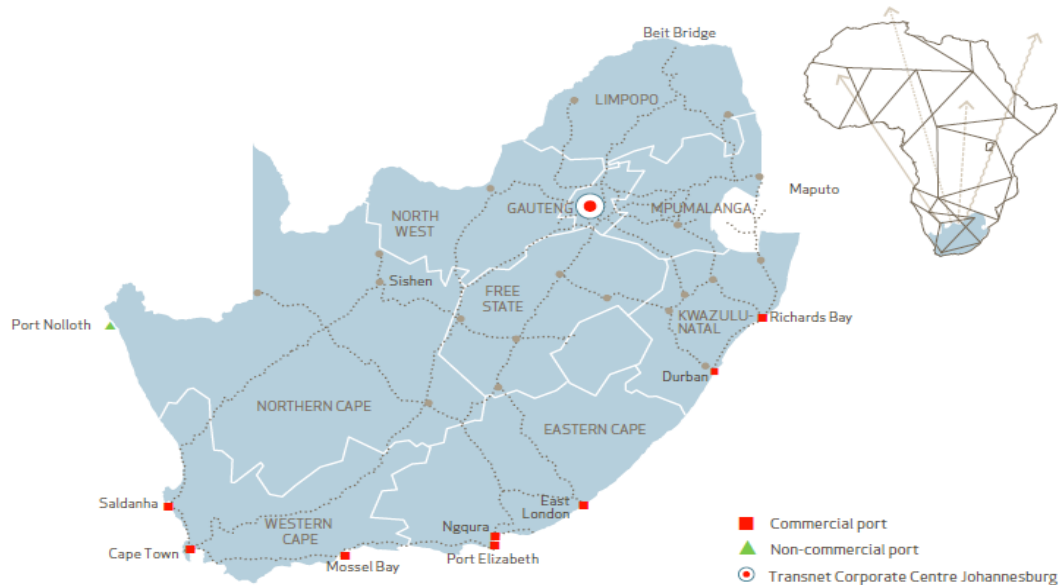 Beit Bridge
LIMPOPO
Maputo
GAUTENG
MPUMALANGA
NORTH
WEST
Sishen
FREE
STATE
Port Nolloth
KWAZULU-
NATAL
Richards Bay
Durban
NORTHERN CAPE
EASTERN CAPE
Saldanha
East
London
WESTERN
CAPE
Ngqura
Cape Town
Mossel Bay
Port Elizabeth
Commercial port
Non-commercial port
Transnet Corporate Centre Johannesburg